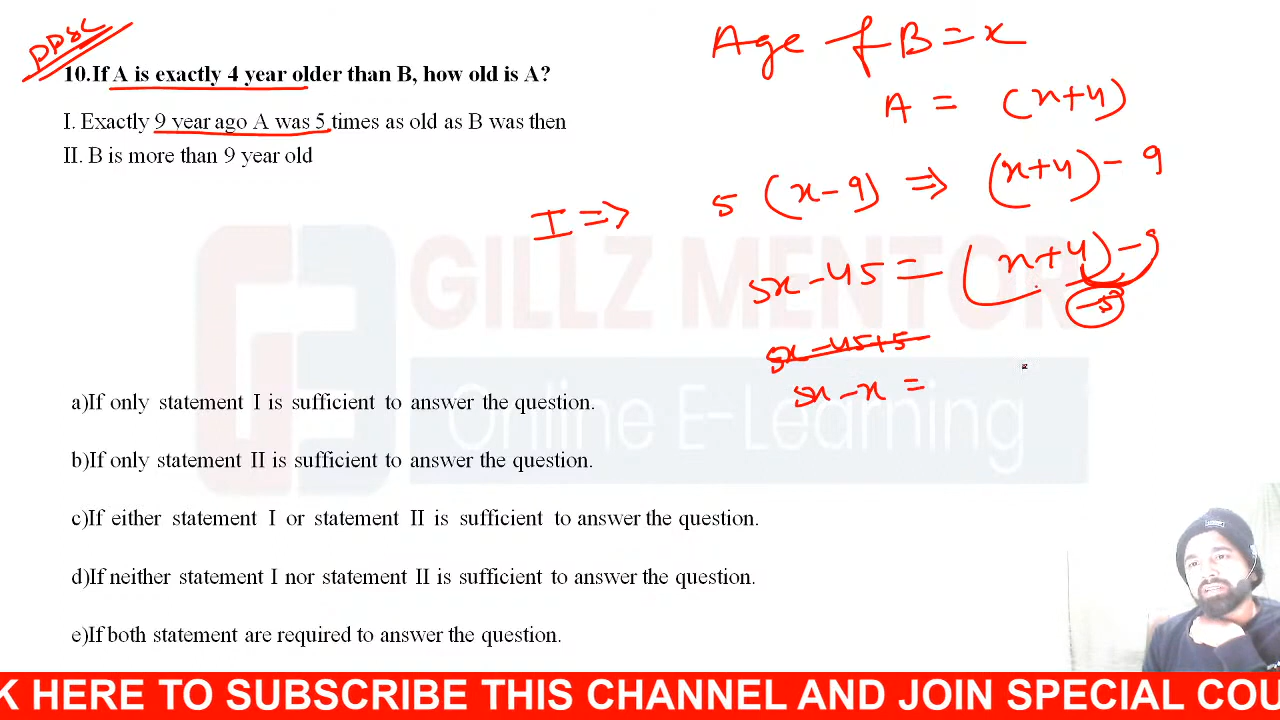 PPSC
10.If A is exactly 4 year older than B, how old is A?
I. Exactly 9 year ago A was 5 times as old as B was then
II. B is more than 9 year old
Age of B = x
A = (x+4)
I => 5 (x-9) => (x+4) - 9
5x - 45 = (x+4) - 9
-5
5x - 45 + 5
5x - x =
GILLZ MENTOR
Online E-Learning
a)If only statement I is sufficient to answer the question.
b)If only statement II is sufficient to answer the question.
c)If either statement I or statement II is sufficient to answer the question.
d)If neither statement I nor statement II is sufficient to answer the question.
e)If both statement are required to answer the question.
K HERE TO SUBSCRIBE THIS CHANNEL AND JOIN SPECIAL COU